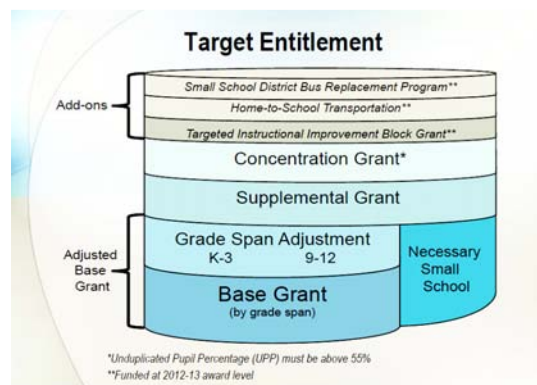 Target Entitlement
Add-ons
Small School District Bus Replacement Program**
Home-to-School Transportation**
Targeted Instructional Improvement Block Grant**
Concentration Grant*
Supplemental Grant
Adjusted
Base
Grant
Grade Span Adjustment
K-3 9-12
Base Grant
(by grade span)
Necessary
Small
School
*Unduplicated Pupil Percentage (UPP) must be above 55%
**Funded at 2012-13 award level